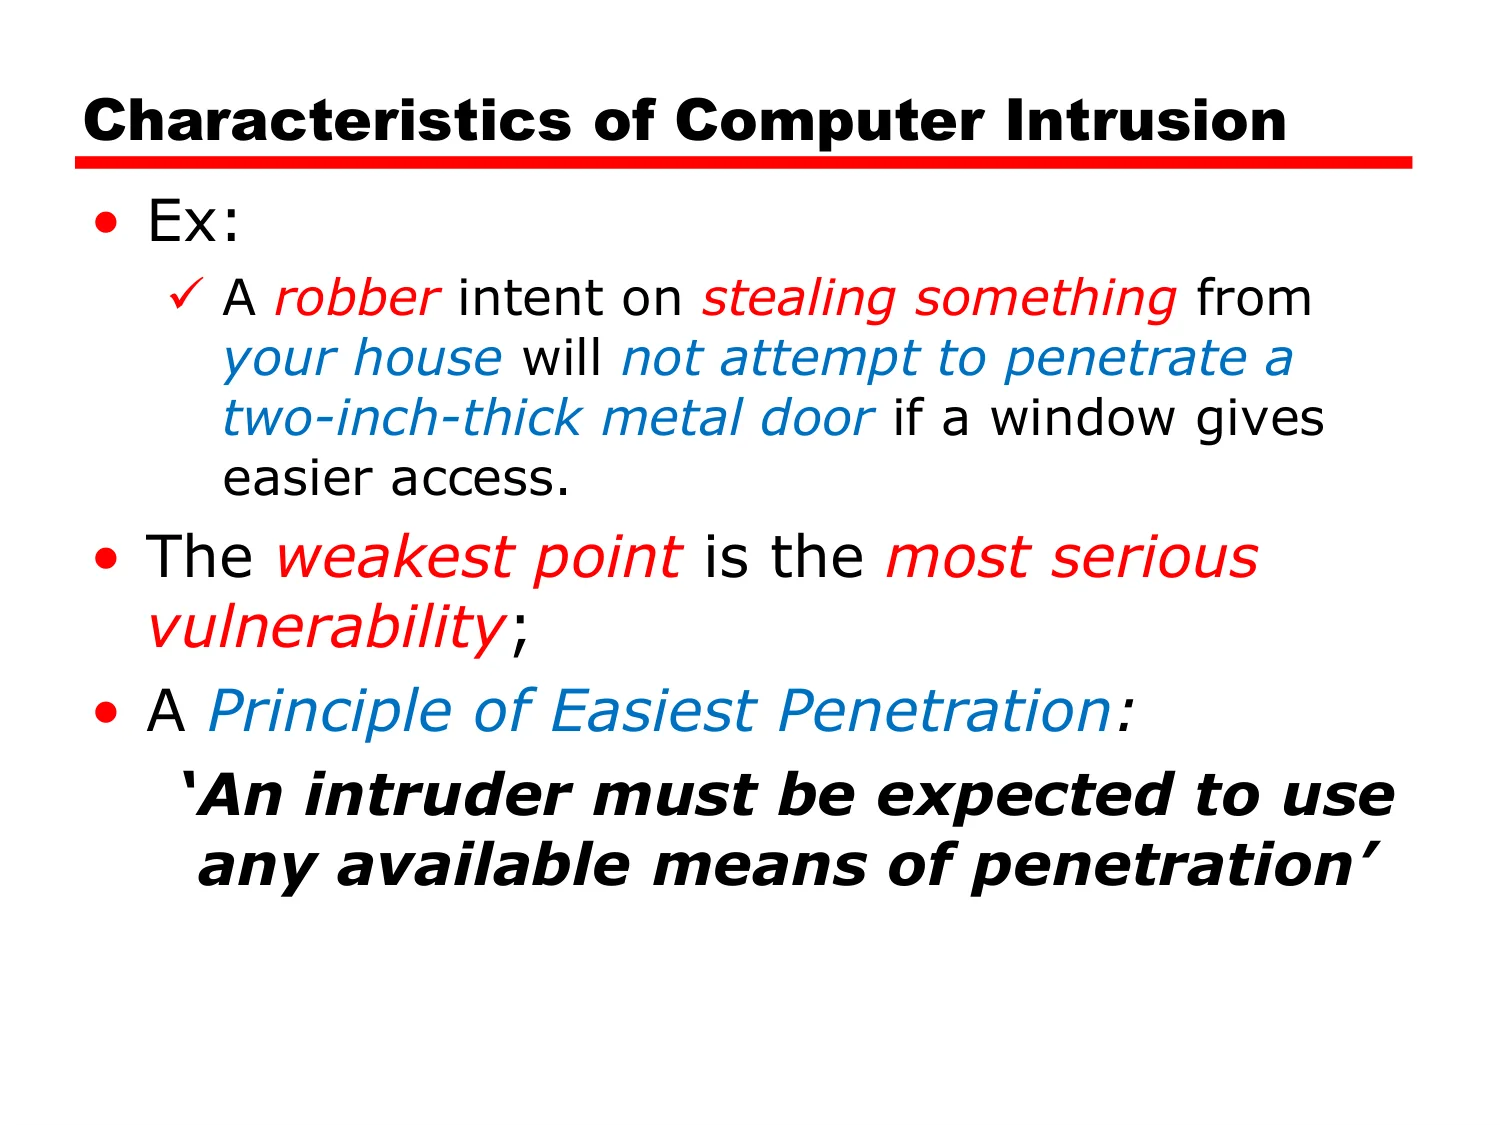 Characteristics of Computer Intrusion
• Ex:
✓ A robber intent on stealing something from
your house will not attempt to penetrate a
two-inch-thick metal door if a window gives
easier access.
• The weakest point is the most serious
vulnerability;
• A Principle of Easiest Penetration:
‘An intruder must be expected to use
any available means of penetration’